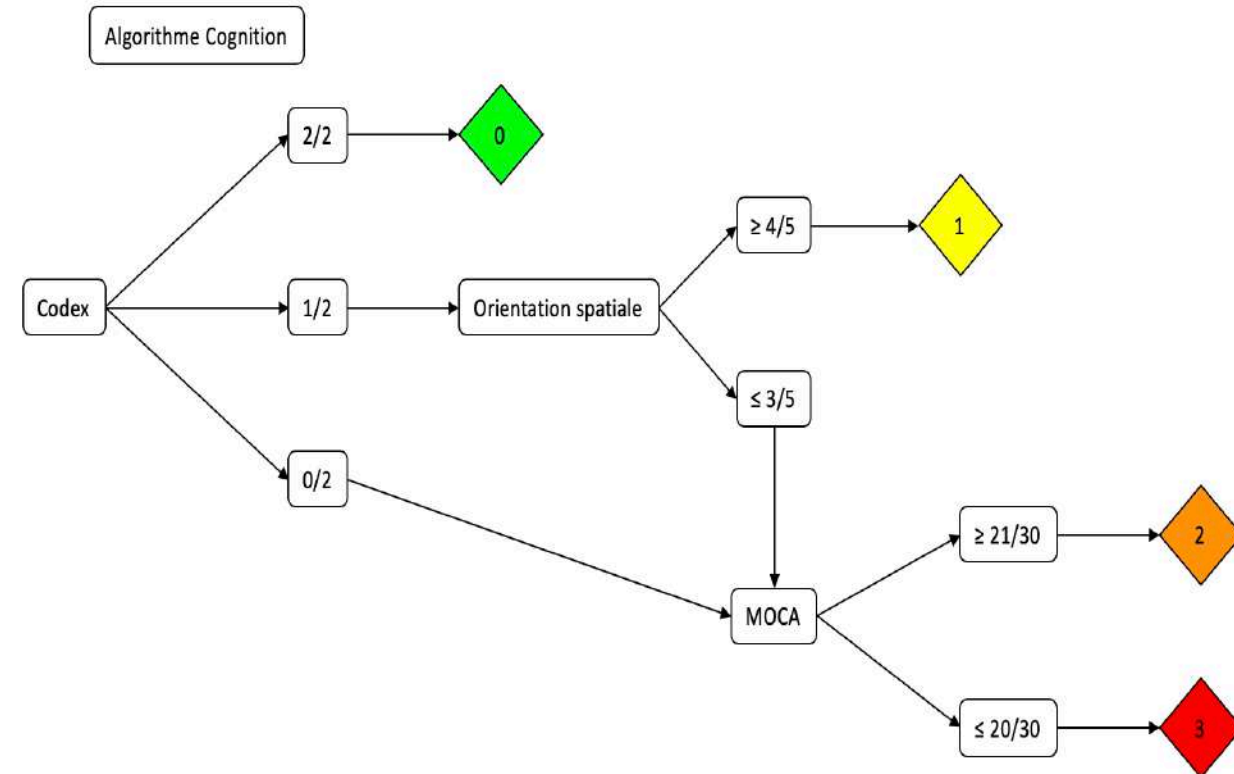 Algorithme Cognition
2/2
0
≥ 4/5
1
Codex
1/2
Orientation spatiale
≤ 3/5
0/2
≥ 21/30
2
MOCA
≤ 20/30
3